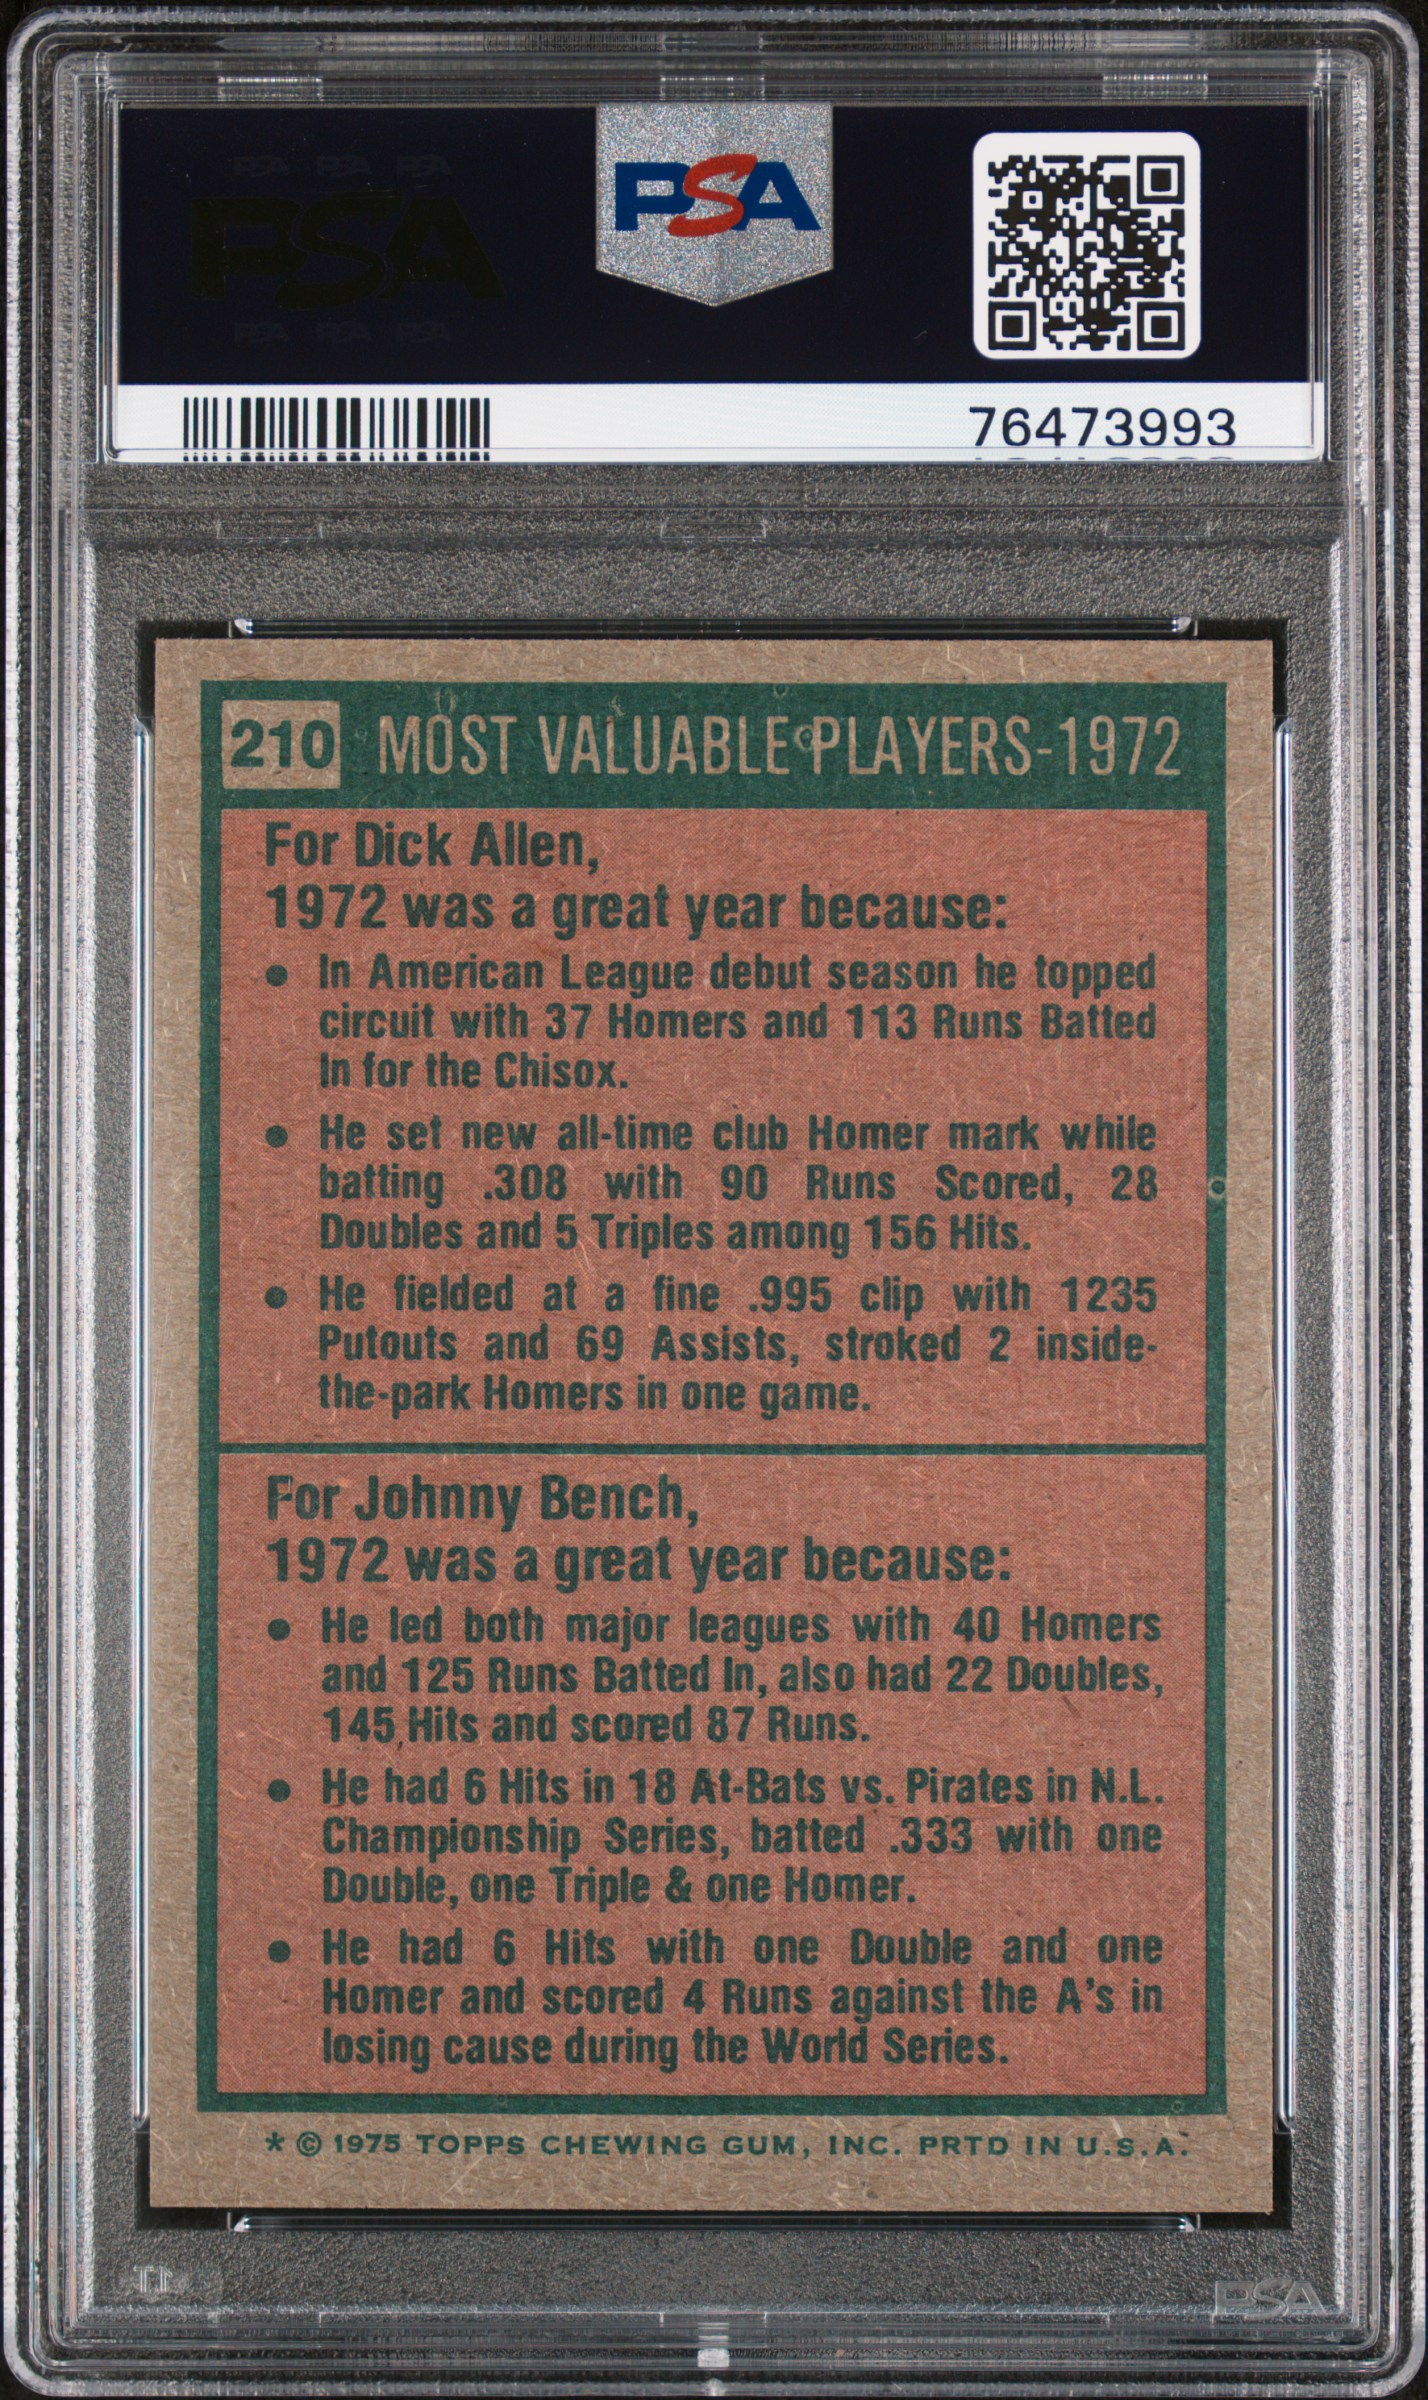 PSA PSA PSA
PSA
PSA PSA PSA
PSA
76473993
210 MOST VALUABLE PLAYERS-1972
For Dick Allen,
1972 was a great year because:
• In American League debut season he topped
circuit with 37 Homers and 113 Runs Batted
In for the Chisox.
• He set new all-time club Homer mark while
batting .308 with 90 Runs Scored, 28
Doubles and 5 Triples among 156 Hits.
• He fielded at a fine .995 clip with 1235
Putouts and 69 Assists, stroked 2 inside-
the-park Homers in one game.
For Johnny Bench,
1972 was a great year because:
• He led both major leagues with 40 Homers
and 125 Runs Batted In, also had 22 Doubles,
145 Hits and scored 87 Runs.
• He had 6 Hits in 18 At-Bats vs. Pirates in N.L.
Championship Series, batted .333 with one
Double, one Triple & one Homer.
• He had 6 Hits with one Double and one
Homer and scored 4 Runs against the A's in
losing cause during the World Series.
* © 1975 TOPPS CHEWING GUM, INC. PRTD IN U.S.A.
PSA